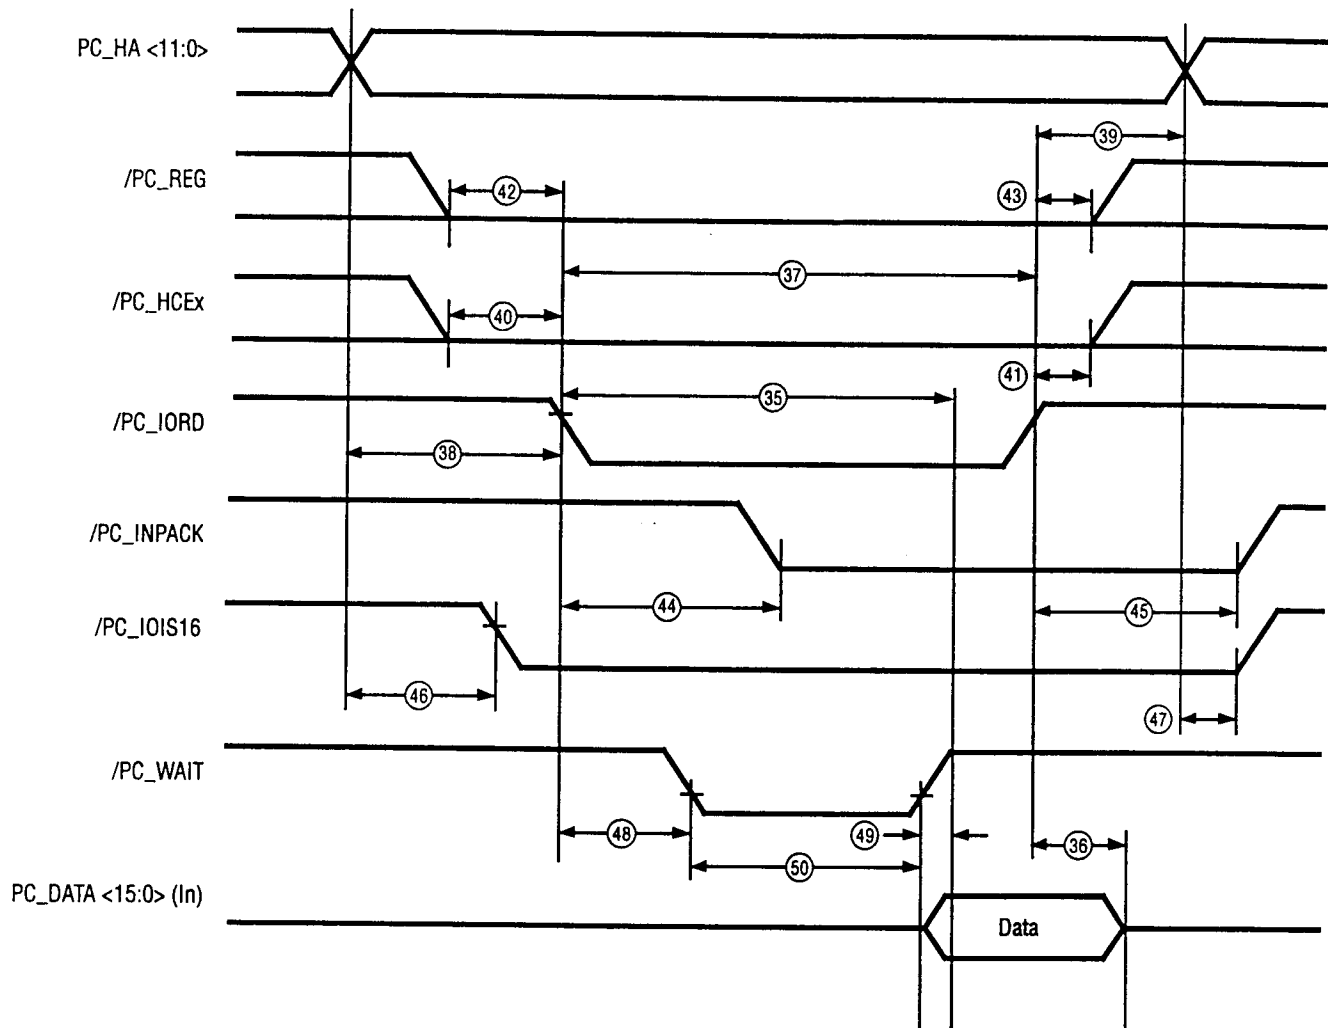 PC_HA <11:0>
39
/PC_REG
42
43
37
/PC_HCEx
40
41
35
/PC_IORD
38
/PC_INPACK
44
45
/PC_IOIS16
46
47
/PC_WAIT
48
49
36
50
PC_DATA <15:0> (In)
Data